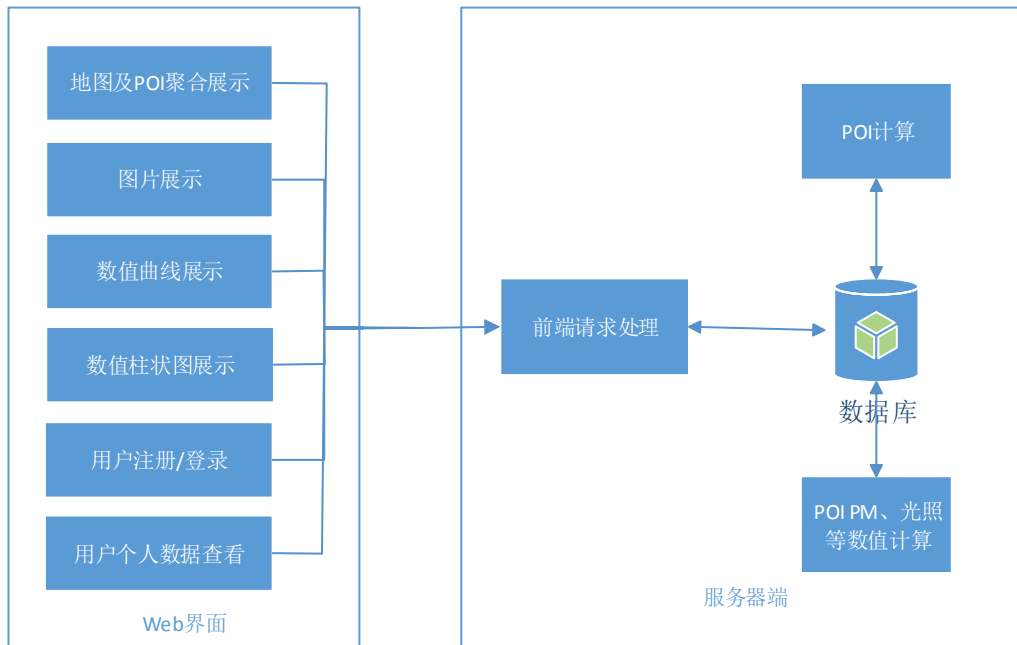 地图及POI聚合展示
图片展示
数值曲线展示
数值柱状图展示
用户注册/登录
用户个人数据查看
Web界面
POI计算
前端请求处理
数据库
POI PM、光照
等数值计算
服务器端